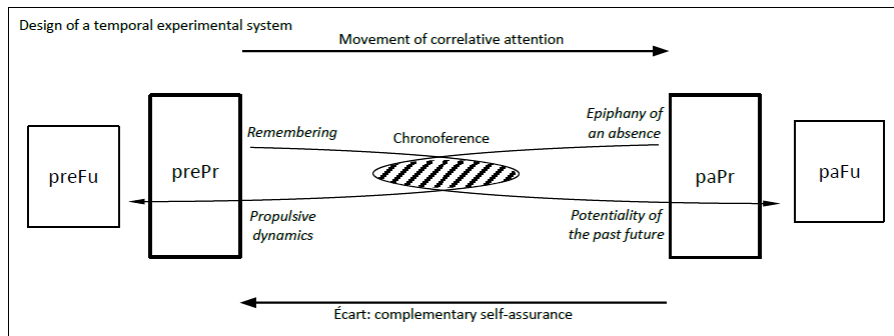 Design of a temporal experimental system
Movement of correlative attention
Remembering
Chronoference
Epiphany of
an absence
preFu
prePr
paPr
paFu
Propulsive
dynamics
Potentiality of
the past future
Écart: complementary self-assurance